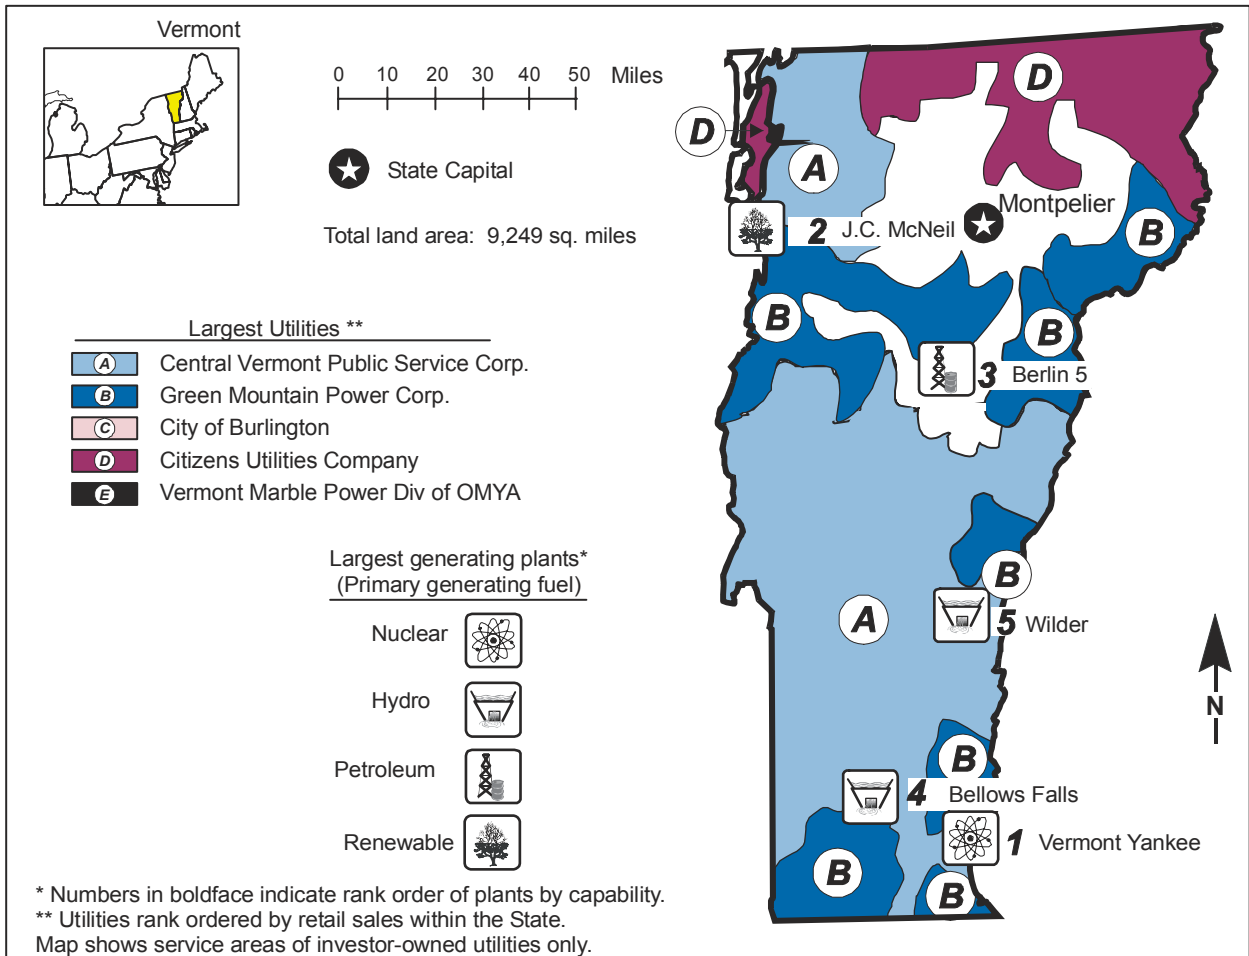 Vermont
0 10 20 30 40 50 Miles
State Capital
Total land area: 9,249 sq. miles
Largest Utilities **
A Central Vermont Public Service Corp.
B Green Mountain Power Corp.
C City of Burlington
D Citizens Utilities Company
E Vermont Marble Power Div of OMYA
Largest generating plants*
(Primary generating fuel)
Nuclear
Hydro
Petroleum
Renewable
* Numbers in boldface indicate rank order of plants by capability.
** Utilities rank ordered by retail sales within the State.
Map shows service areas of investor-owned utilities only.
D
D
A
Montpelier
2 J.C. McNeil
B
B
B
3 Berlin 5
B
A
5 Wilder
B
4 Bellows Falls
1 Vermont Yankee
B
B
N